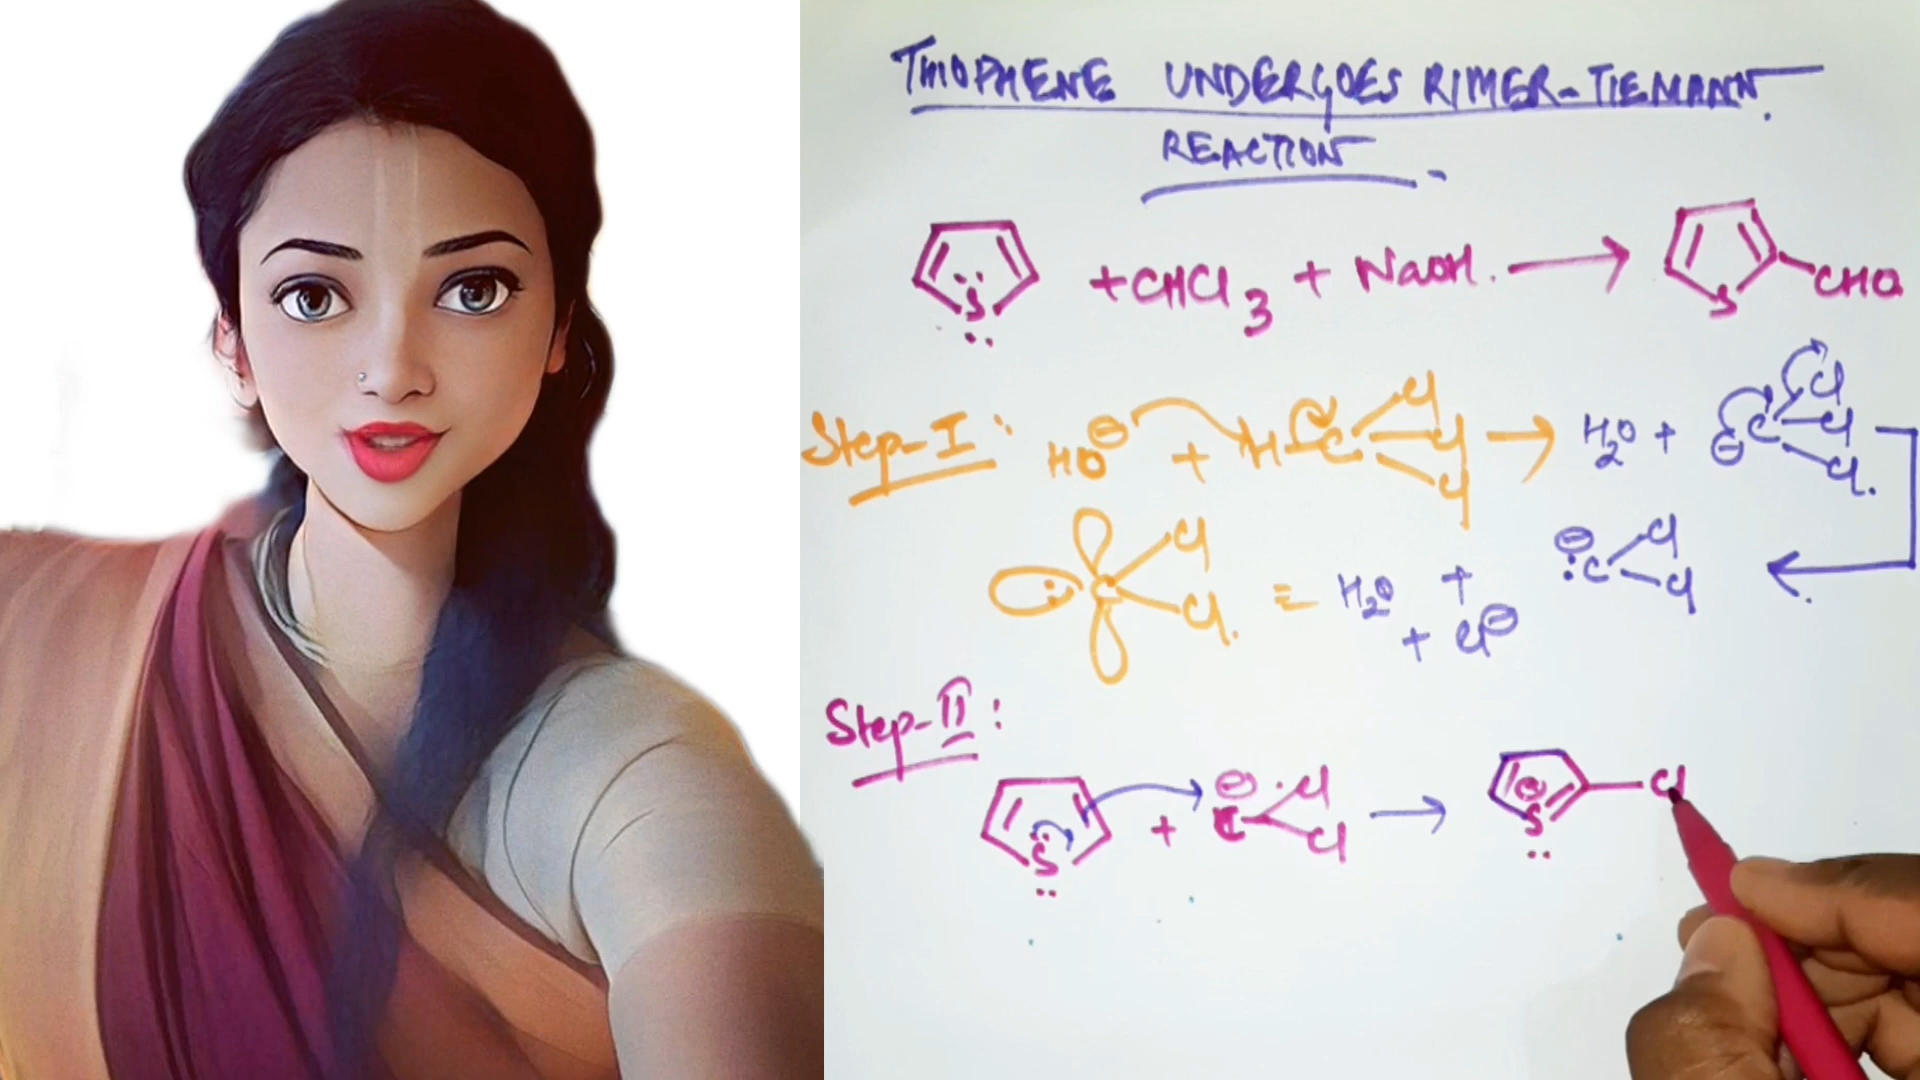 THIOPHENE UNDERGOES RIMER-TIEMANN
REACTION
S + CHCl3 + NaOH. → S CHO
Step-I: HO⊖ + H-C Cl Cl Cl → H2O + ⊖C Cl Cl Cl.
C Cl Cl. = H2O + ⊖:C Cl Cl
+ Cl⊖
Step-II:
S + ⊖ C Cl Cl → ⊕ S